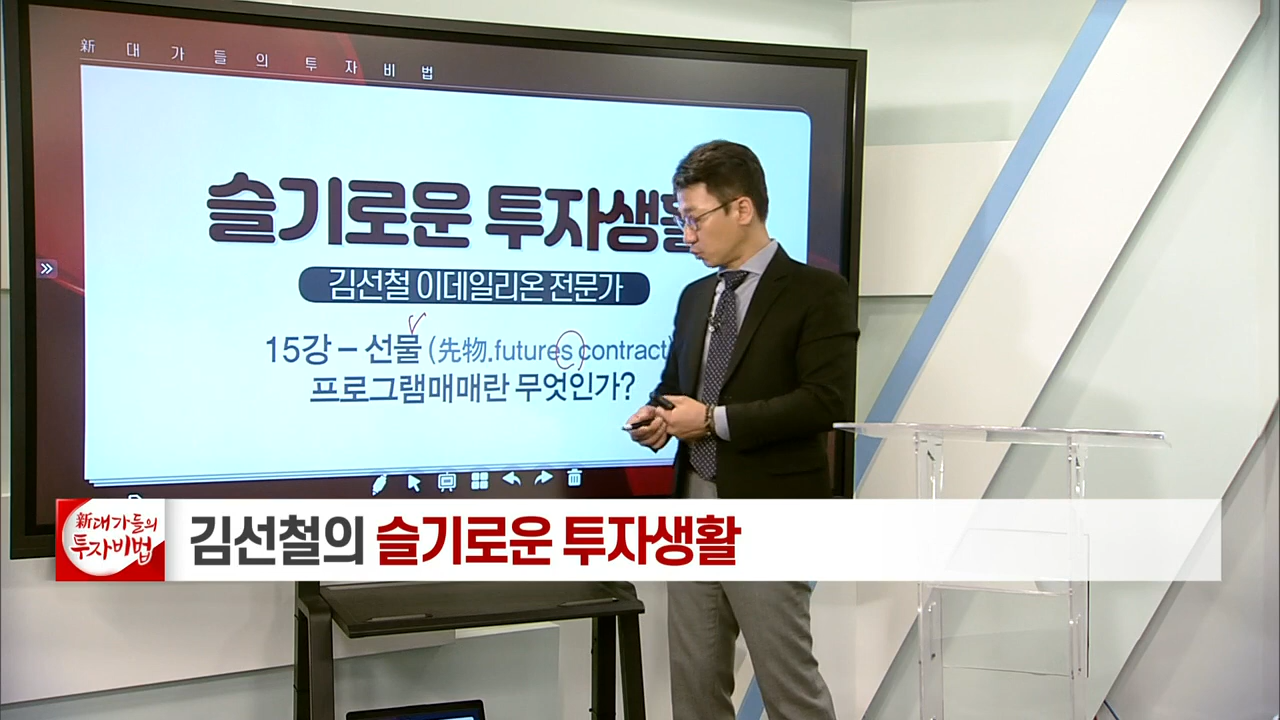 新 대 가 들 의 투 자 비 법
슬기로운 투자생활
김선철 이데일리온 전문가
15강 – 선물 (先物.futures contract)
프로그램매매란 무엇인가?
新대가들의
투자비법
김선철의 슬기로운 투자생활